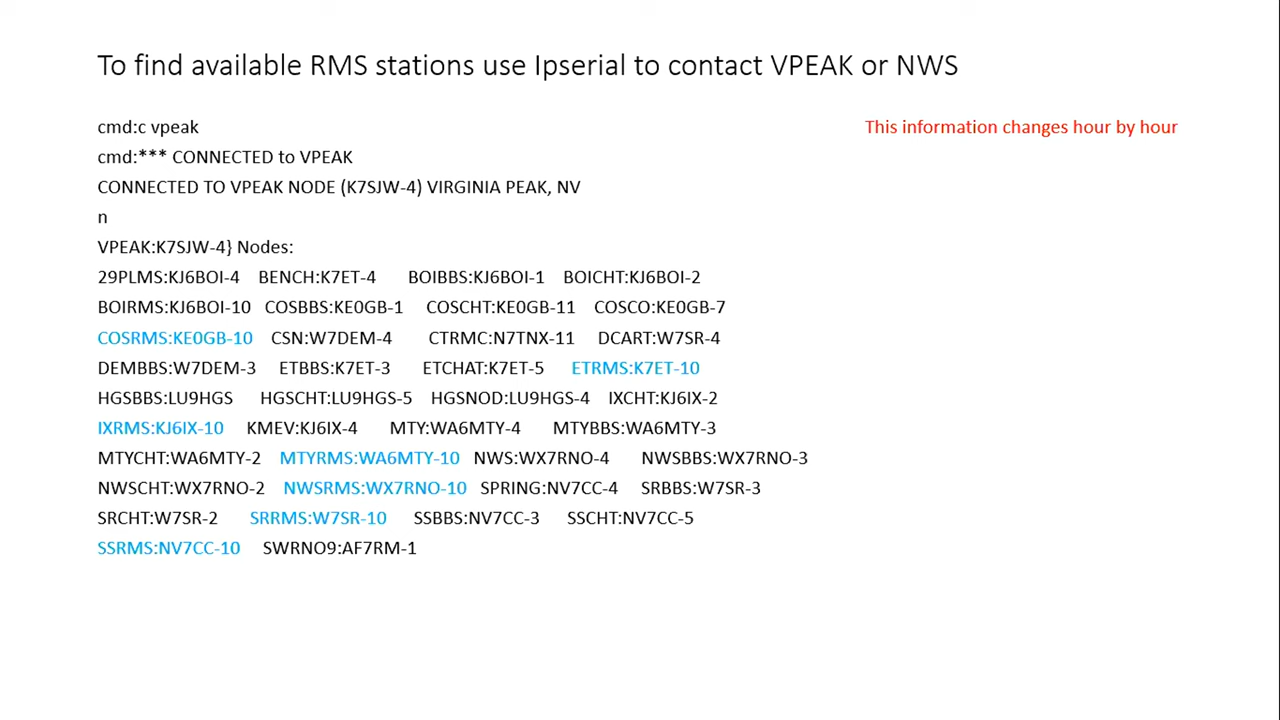 To find available RMS stations use Ipserial to contact VPEAK or NWS
This information changes hour by hour
cmd:c vpeak
cmd:*** CONNECTED to VPEAK
CONNECTED TO VPEAK NODE (K7SJW-4) VIRGINIA PEAK, NV
n
VPEAK:K7SJW-4} Nodes:
29PLMS:KJ6BOI-4 BENCH:K7ET-4 BOIBBS:KJ6BOI-1 BOICHT:KJ6BOI-2
BOIRMS:KJ6BOI-10 COSBBS:KE0GB-1 COSCHT:KE0GB-11 COSCO:KE0GB-7
COSRMS:KE0GB-10 CSN:W7DEM-4 CTRMC:N7TNX-11 DCART:W7SR-4
DEMBBS:W7DEM-3 ETBBS:K7ET-3 ETCHAT:K7ET-5 ETRMS:K7ET-10
HGSBBS:LU9HGS HGSCHT:LU9HGS-5 HGSNOD:LU9HGS-4 IXCHT:KJ6IX-2
IXRMS:KJ6IX-10 KMEV:KJ6IX-4 MTY:WA6MTY-4 MTYBBS:WA6MTY-3
MTYCHT:WA6MTY-2 MTYRMS:WA6MTY-10 NWS:WX7RNO-4 NWSBBS:WX7RNO-3
NWSCHT:WX7RNO-2 NWSRMS:WX7RNO-10 SPRING:NV7CC-4 SRBBS:W7SR-3
SRCHT:W7SR-2 SRRMS:W7SR-10 SSBBS:NV7CC-3 SSCHT:NV7CC-5
SSRMS:NV7CC-10 SWRNO9:AF7RM-1